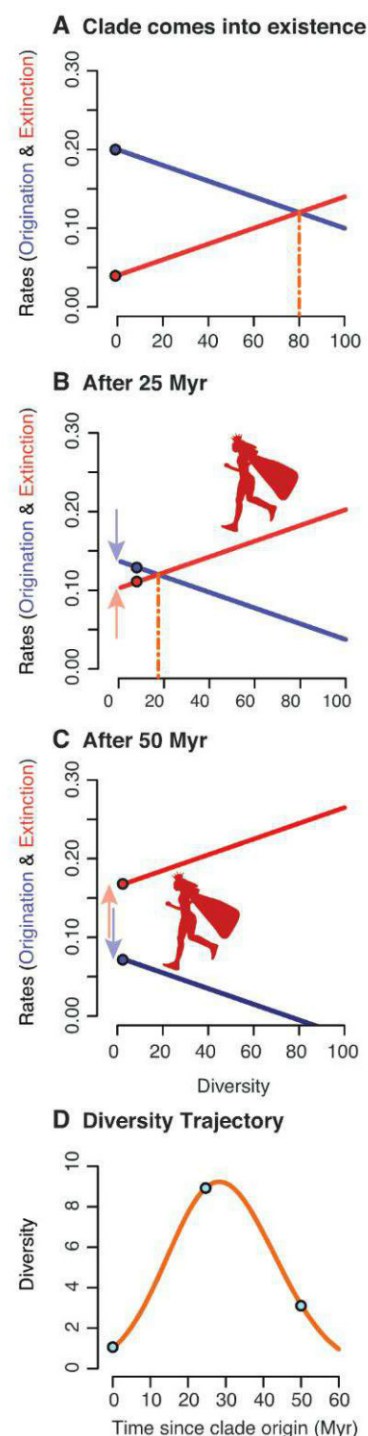 A Clade comes into existence
Rates (Origination & Extinction)
0.30
0.20
0.10
0.00
0 20 40 60 80 100
B After 25 Myr
Rates (Origination & Extinction)
0.30
0.20
0.10
0.00
0 20 40 60 80 100
C After 50 Myr
Rates (Origination & Extinction)
0.30
0.20
0.10
0.00
0 20 40 60 80 100
Diversity
D Diversity Trajectory
Diversity
10
8
6
4
2
0
0 10 20 30 40 50 60
Time since clade origin (Myr)